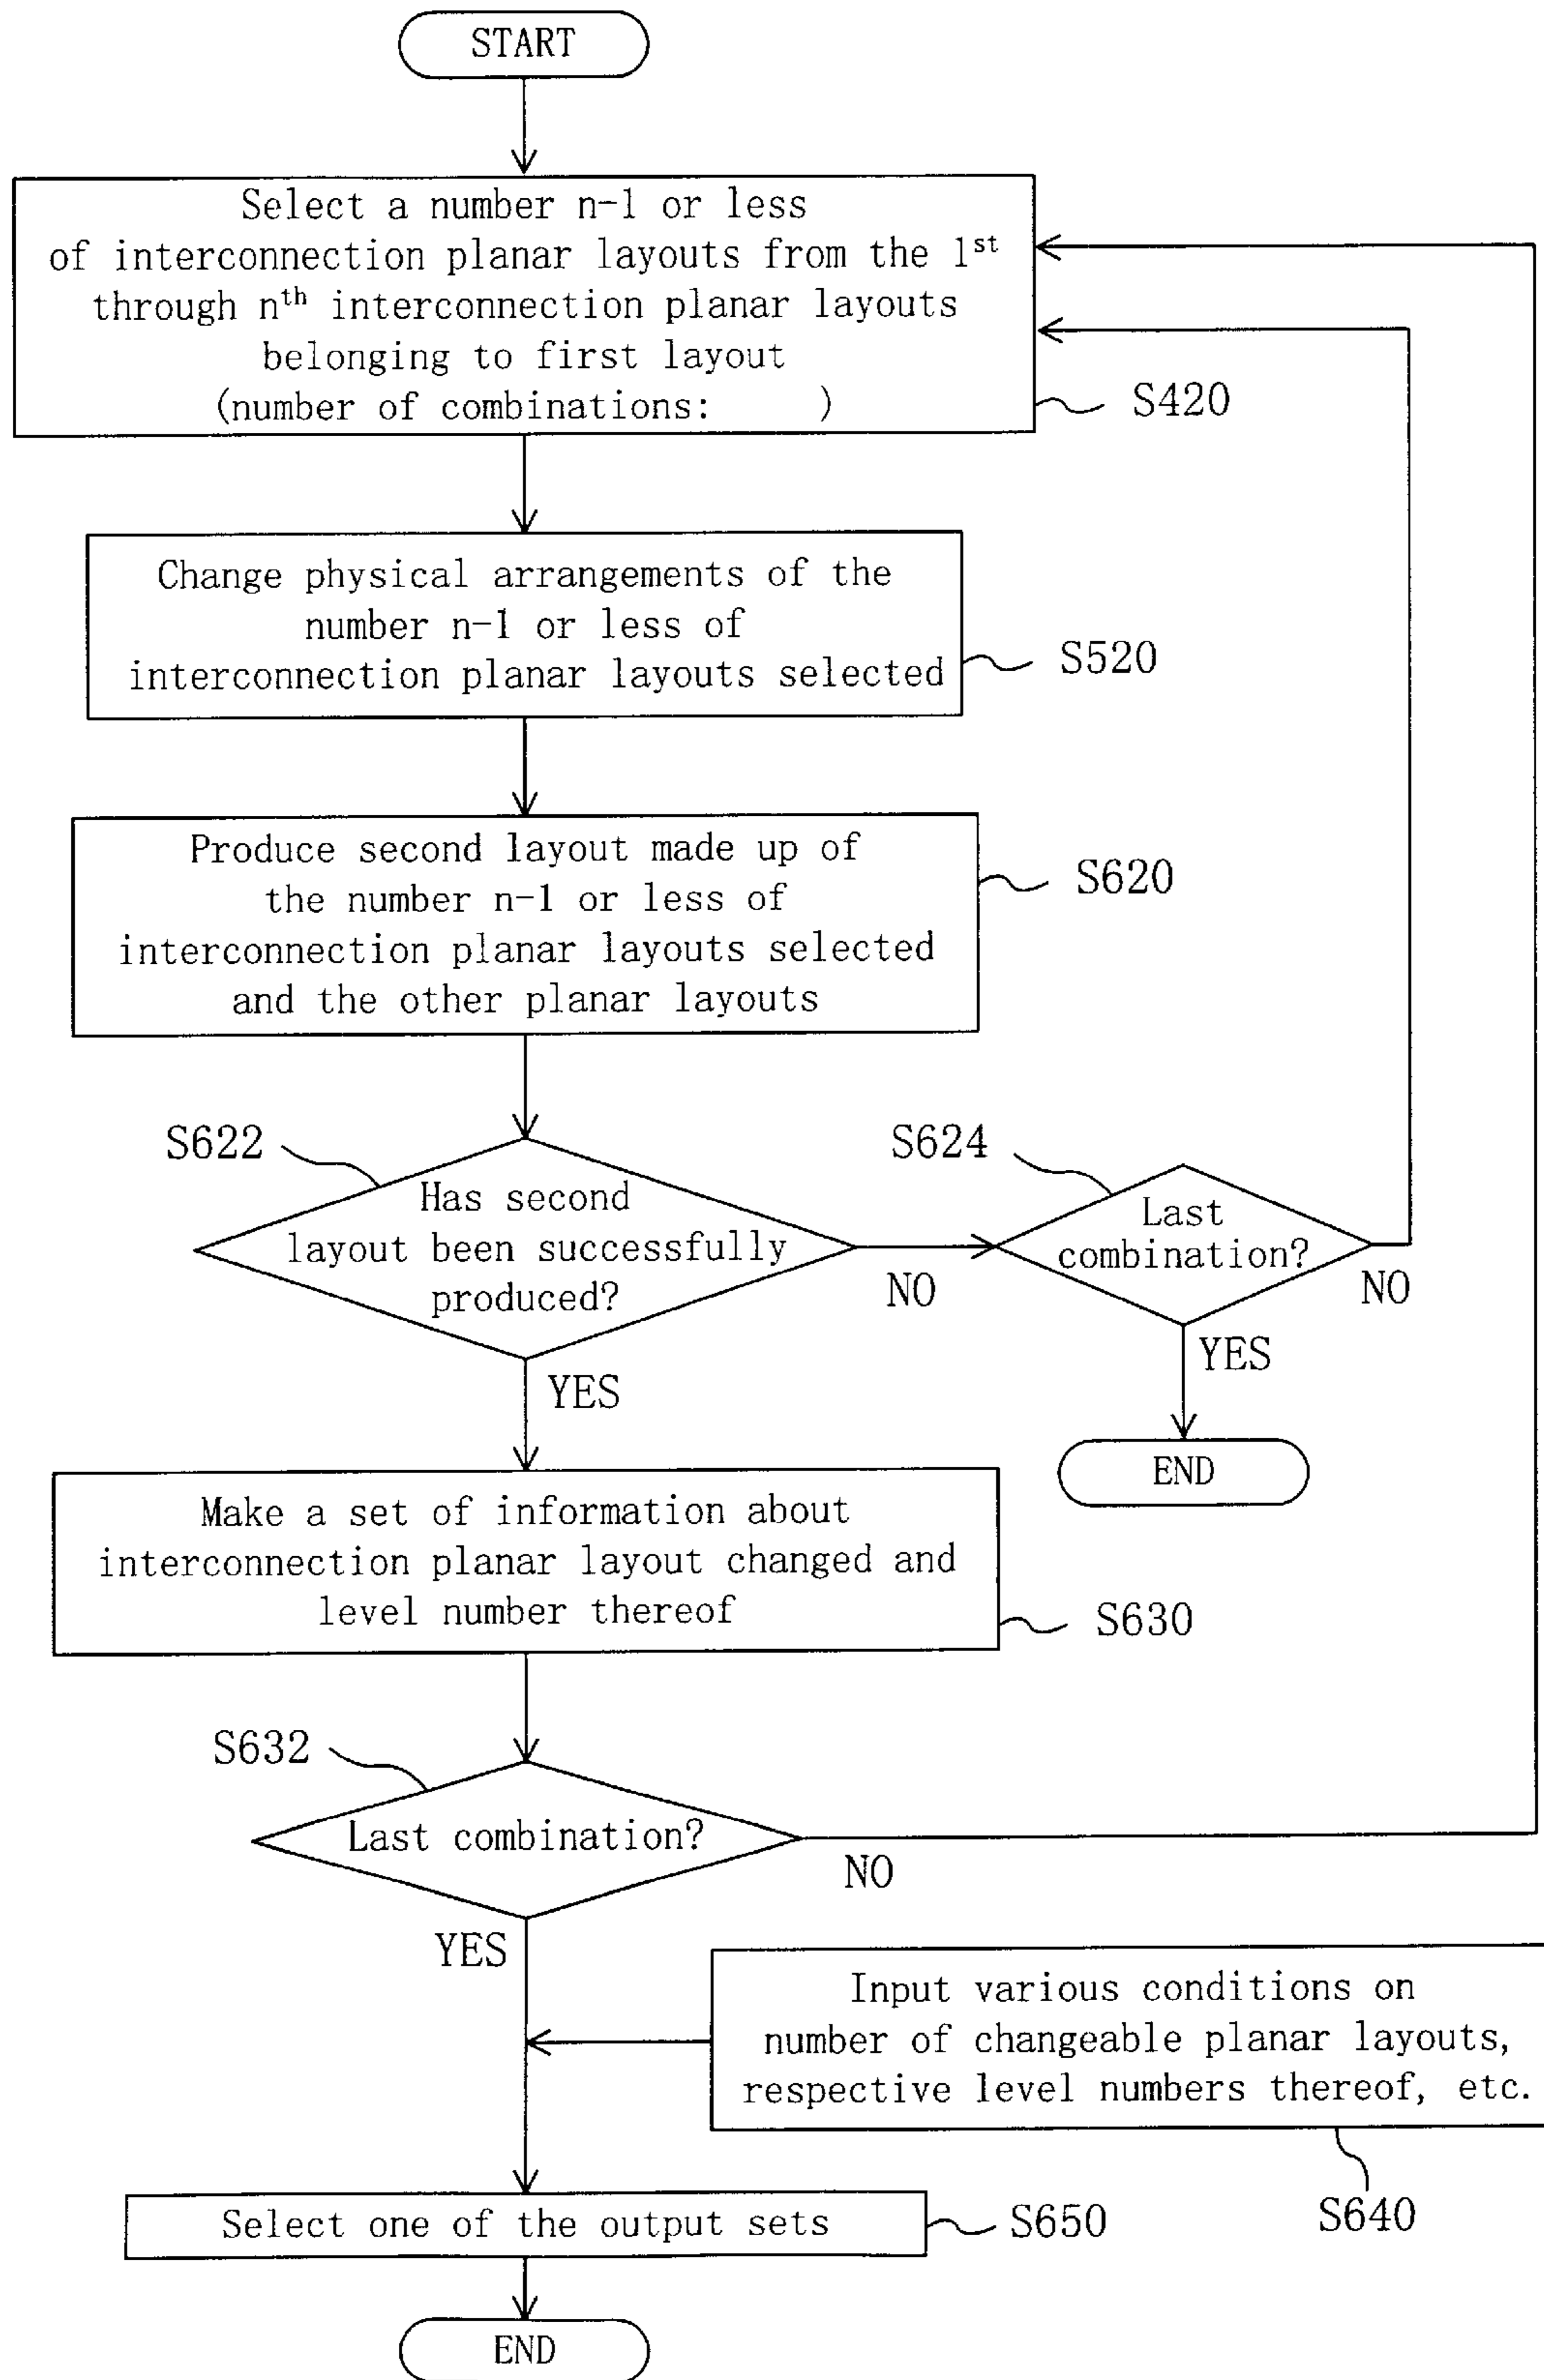 START
Select a number n-1 or less
of interconnection planar layouts from the 1st
through nth interconnection planar layouts
belonging to first layout
(number of combinations: )
S420
Change physical arrangements of the
number n-1 or less of
interconnection planar layouts selected
S520
Produce second layout made up of
the number n-1 or less of
interconnection planar layouts selected
and the other planar layouts
S620
S622
Has second
layout been successfully
produced?
NO
S624
Last
combination?
NO
YES
END
YES
Make a set of information about
interconnection planar layout changed and
level number thereof
S630
S632
Last combination?
NO
YES
Input various conditions on
number of changeable planar layouts,
respective level numbers thereof, etc.
S640
Select one of the output sets
S650
END